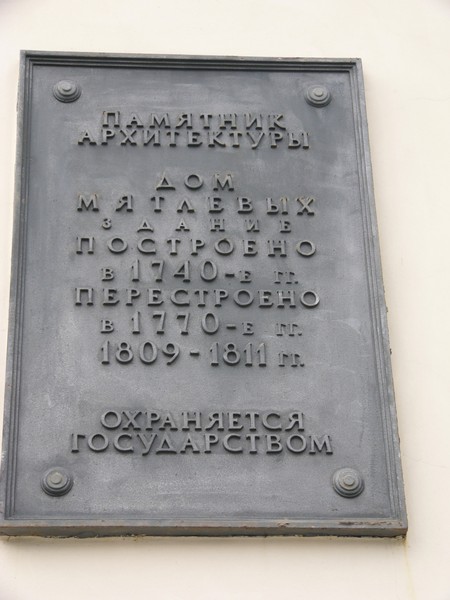 ПАМЯТНИК
АРХИТЕКТУРЫ
ДОМ
МЯТЛЕВЫХ
ЗДАНИЕ
ПОСТРОЕНО
В 1740-Е ГГ.
ПЕРЕСТРОЕНО
В 1770-Е ГГ.
1809-1811 ГГ.
ОХРАНЯЕТСЯ
ГОСУДАРСТВОМ